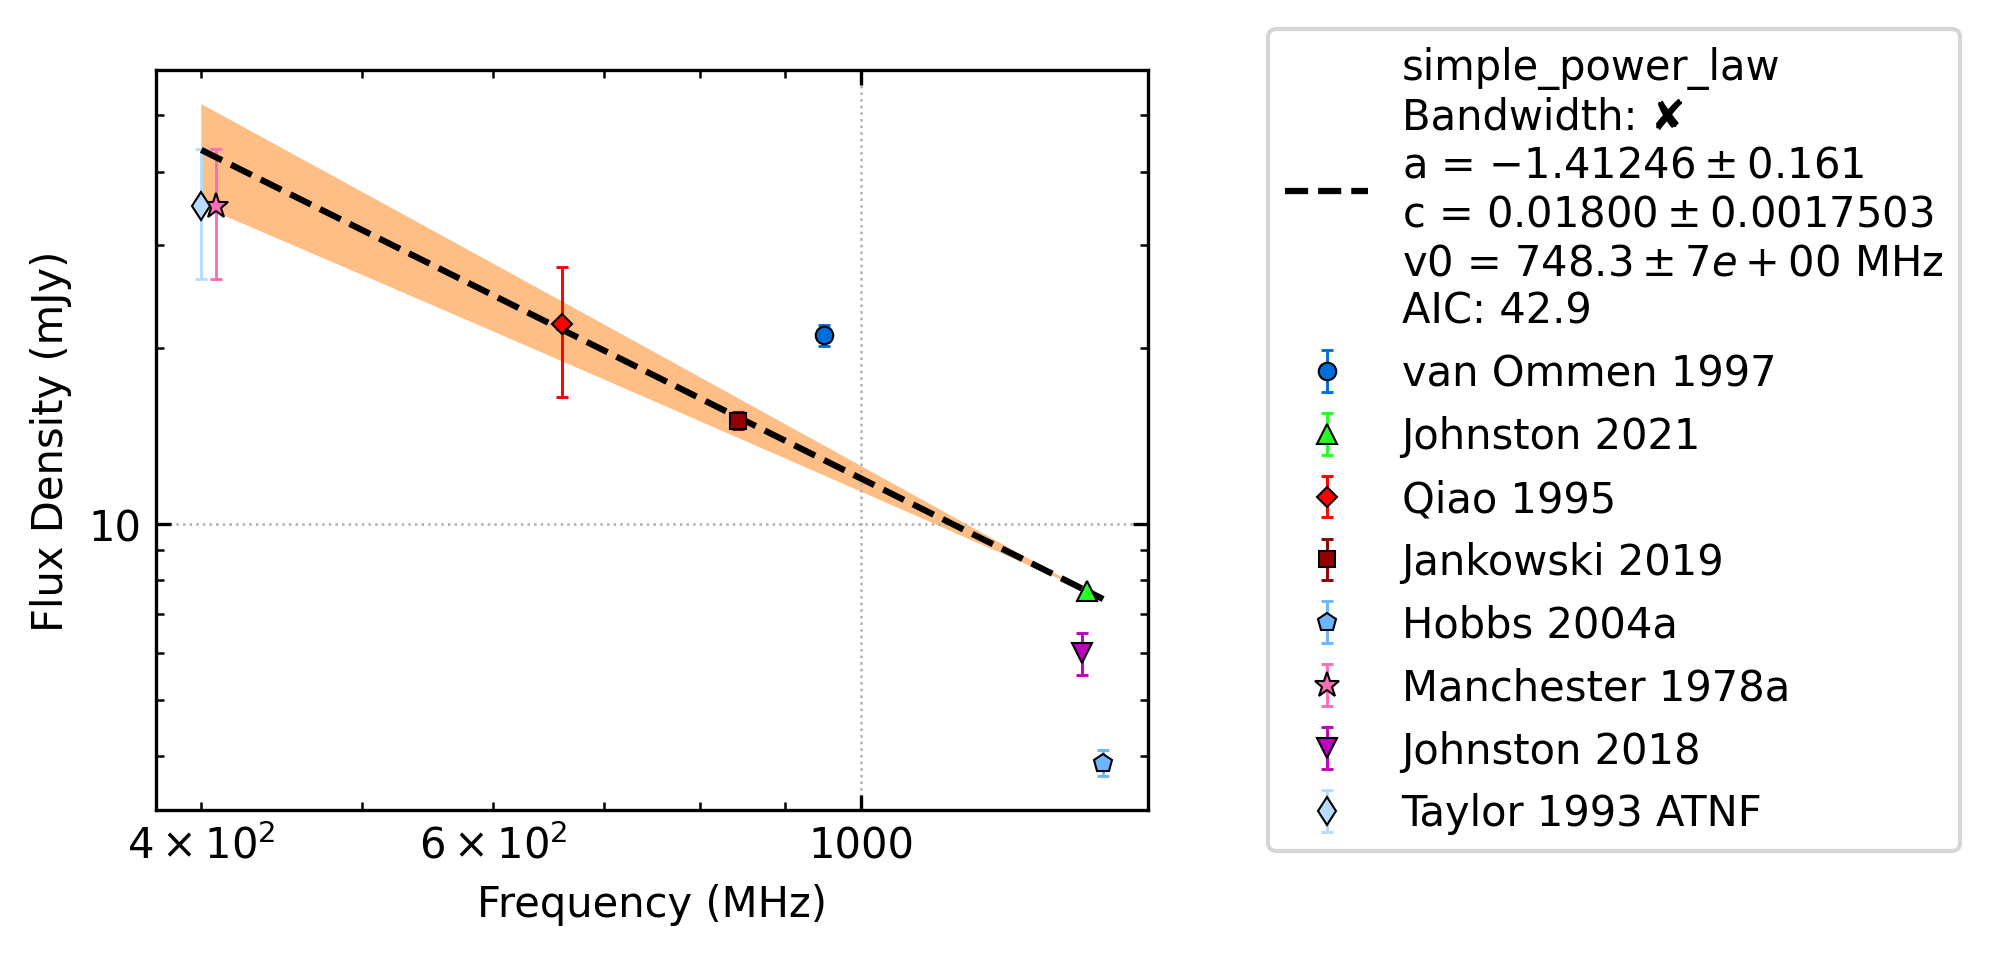 Flux Density (mJy)
10
4 × 10²
6 × 10²
1000
Frequency (MHz)
simple_power_law
Bandwidth: ✘
a = −1.41246 ± 0.161
c = 0.01800 ± 0.0017503
v0 = 748.3 ± 7e + 00 MHz
AIC: 42.9
van Ommen 1997
Johnston 2021
Qiao 1995
Jankowski 2019
Hobbs 2004a
Manchester 1978a
Johnston 2018
Taylor 1993 ATNF